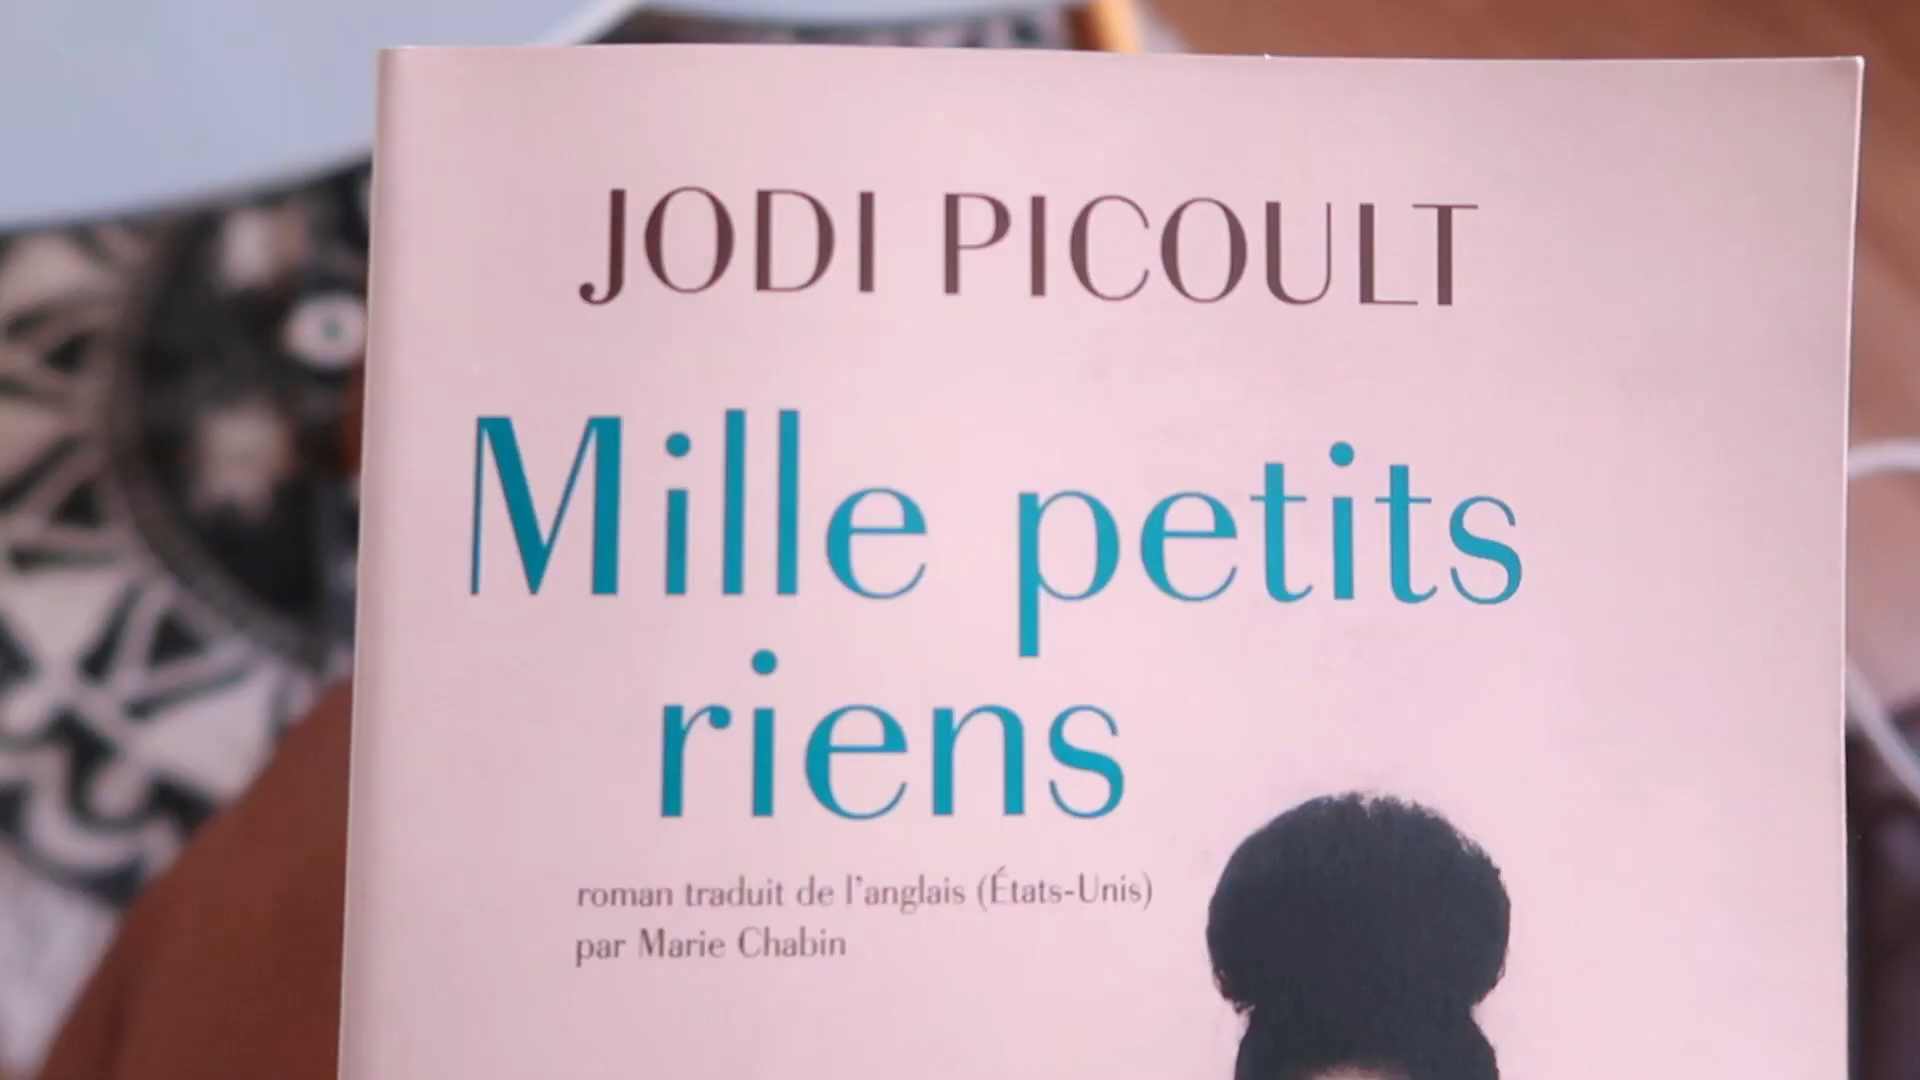 JODI PICOULT
Mille petits
riens
roman traduit de l'anglais (États-Unis)
par Marie Chabin